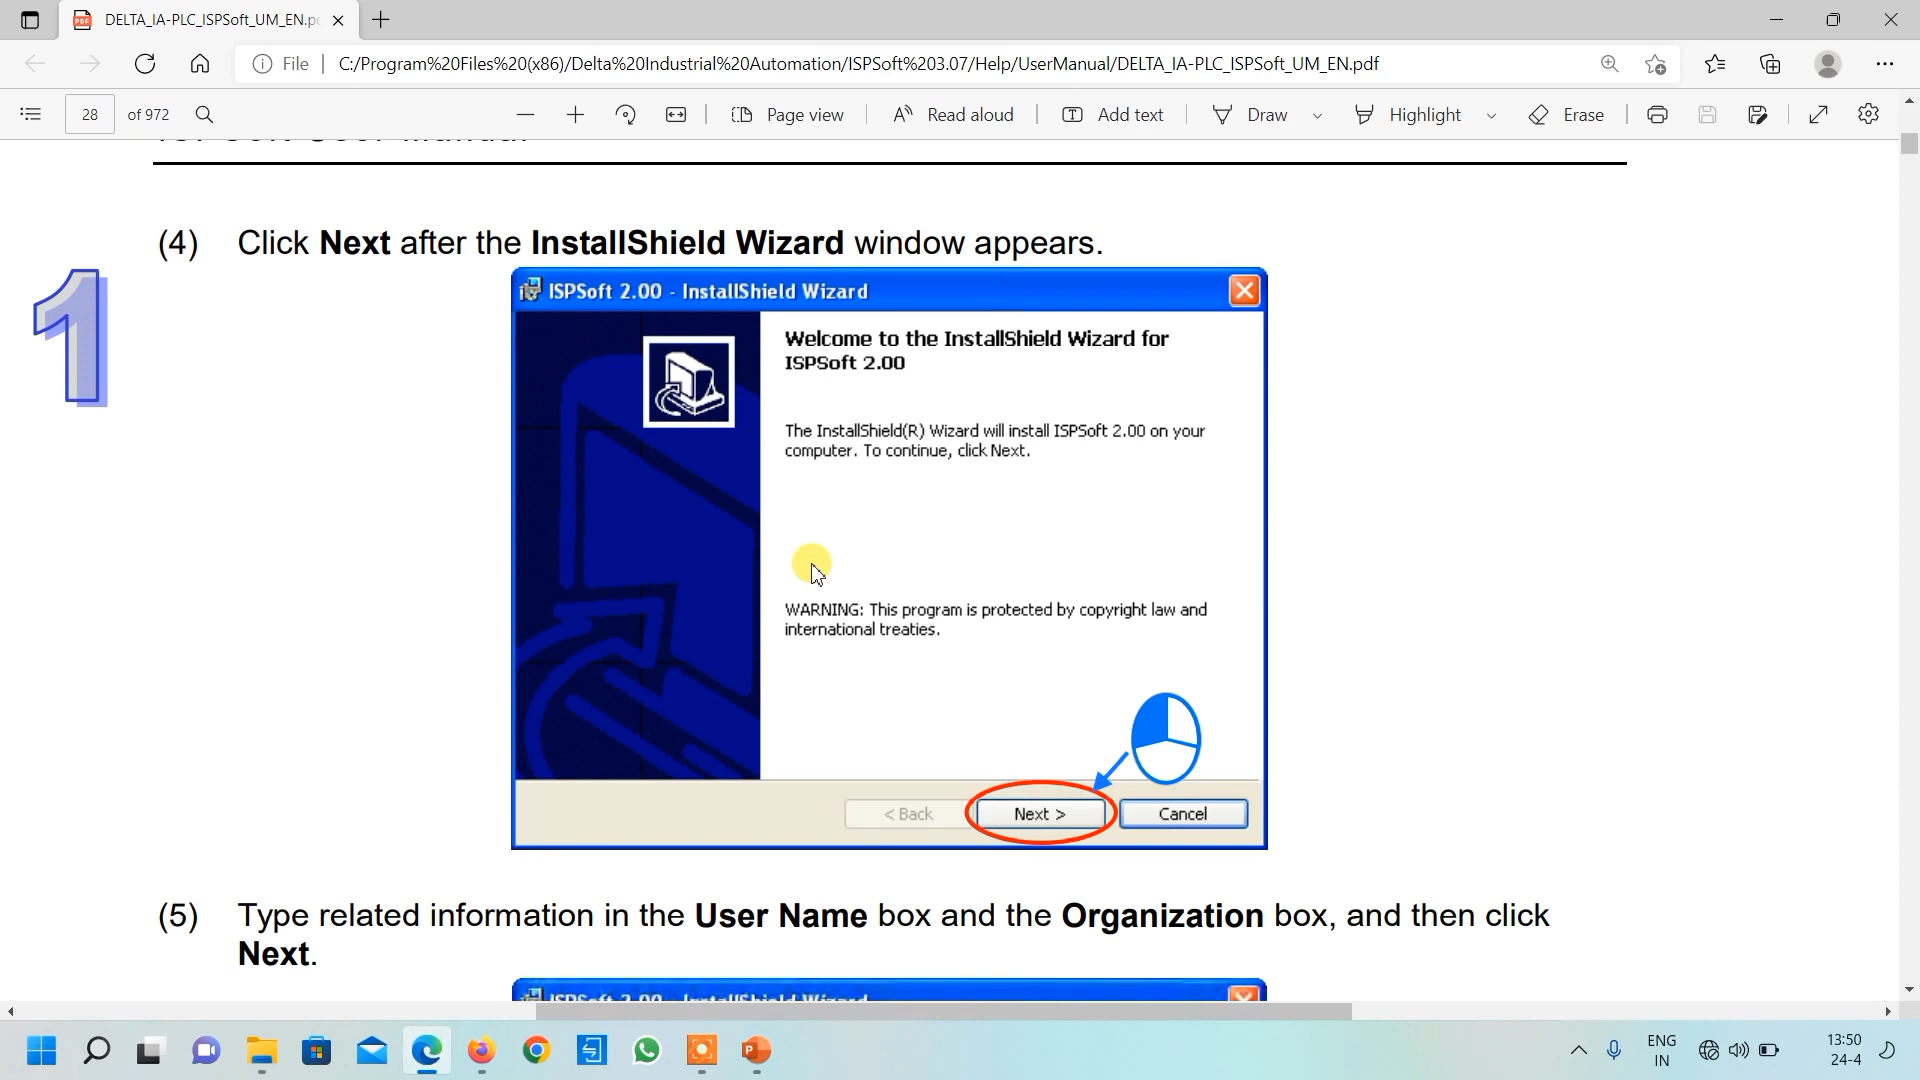 DELTA_IA-PLC_ISPSoft_UM_EN.p
File
C:/Program%20Files%20(x86)/Delta%20Industrial%20Automation/ISPSoft%203.07/Help/UserManual/DELTA_IA-PLC_ISPSoft_UM_EN.pdf
28 of 972
Page view
Read aloud
Add text
Draw
Highlight
Erase
1
(4) Click Next after the InstallShield Wizard window appears.
ISPSoft 2.00 - InstallShield Wizard
Welcome to the InstallShield Wizard for
ISPSoft 2.00
The InstallShield(R) Wizard will install ISPSoft 2.00 on your
computer. To continue, click Next.
WARNING: This program is protected by copyright law and
international treaties.
< Back
Next >
Cancel
(5) Type related information in the User Name box and the Organization box, and then click
Next.
ISPSoft 2.00 - InstallShield Wizard
ENG
IN
13:50
24-4